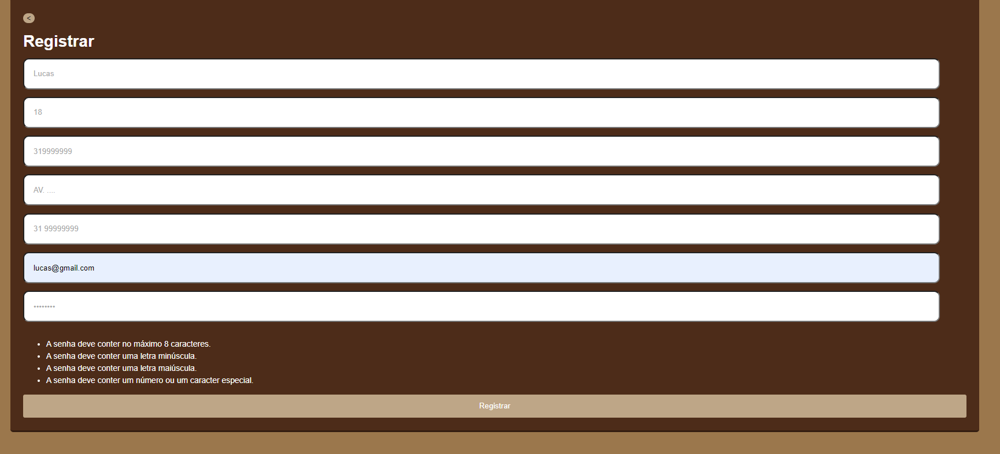 <
Registrar
Lucas
18
319999999
AV. ....
31 99999999
lucas@gmail.com
••••••••
• A senha deve conter no máximo 8 caracteres.
• A senha deve conter uma letra minúscula.
• A senha deve conter uma letra maiúscula.
• A senha deve conter um número ou um caracter especial.
Registrar